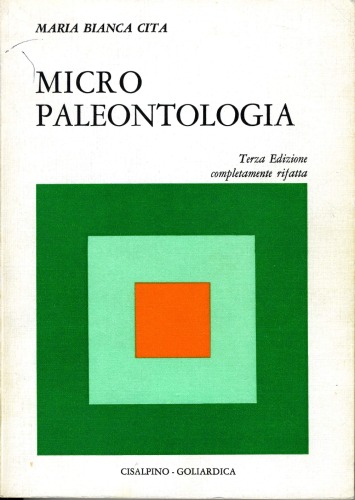 MARIA BIANCA CITA
MICRO
PALEONTOLOGIA
Terza Edizione
completamente rifatta
CISALPINO - GOLIARDICA